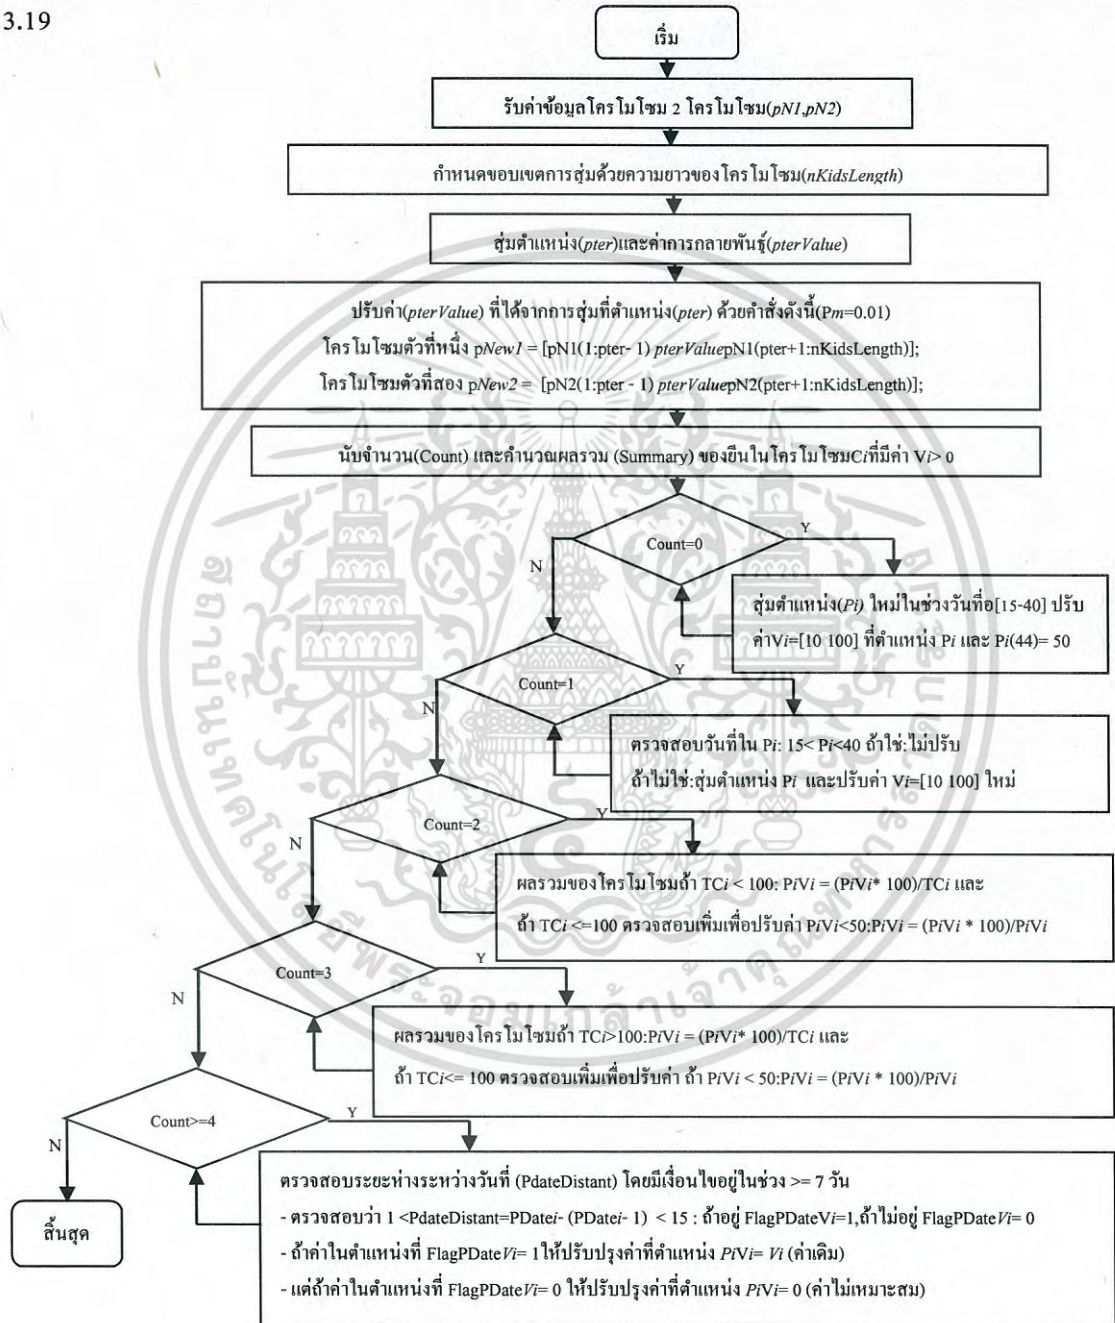 3.19
เริ่ม
รับค่าข้อมูลโครโมโซม 2 โครโมโซม(pN1,pN2)
กำหนดขอบเขตการสุ่มด้วยความยาวของโครโมโซม(nKidsLength)
สุ่มตำแหน่ง(pter)และค่าการกลายพันธุ์(pterValue)
ปรับค่า(pterValue) ที่ได้จากการสุ่มที่ตำแหน่ง(pter) ด้วยคำสั่งดังนี้(Pm=0.01)
โครโมโซมตัวที่หนึ่ง pNew1 = [pN1(1:pter- 1) pterValuepN1(pter+1:nKidsLength)];
โครโมโซมตัวที่สอง pNew2 = [pN2(1:pter - 1) pterValuepN2(pter+1:nKidsLength)];
นับจำนวน(Count) และคำนวณผลรวม (Summary) ของยีนในโครโมโซมCiที่มีค่า Vi> 0
Count=0
Y
N
สุ่มตำแหน่ง(Pi) ใหม่ในช่วงวันที่อ[15-40] ปรับ
ค่าVi=[10 100] ที่ตำแหน่ง Pi และ Pi(44)= 50
Count=1
Y
N
ตรวจสอบวันที่ใน Pi: 15< Pi<40 ถ้าใช่:ไม่ปรับ
ถ้าไม่ใช่:สุ่มตำแหน่ง Pi และปรับค่า Vi=[10 100] ใหม่
Count=2
Y
N
ผลรวมของโครโมโซมถ้า TCi < 100: PiVi = (PiVi* 100)/TCi และ
ถ้า TCi <=100 ตรวจสอบเพิ่มเพื่อปรับค่า PiVi<50:PiVi = (PiVi * 100)/PiVi
Count=3
Y
N
ผลรวมของโครโมโซมถ้า TCi>100:PiVi = (PiVi* 100)/TCi และ
ถ้า TCi<= 100 ตรวจสอบเพิ่มเพื่อปรับค่า ถ้า PiVi < 50:PiVi = (PiVi * 100)/PiVi
Count>=4
Y
N
ตรวจสอบระยะห่างระหว่างวันที่ (PdateDistant) โดยมีเงื่อนไขอยู่ในช่วง >= 7 วัน
- ตรวจสอบว่า 1 <PdateDistant=PDatei- (PDatei- 1) < 15 : ถ้าอยู่ FlagPDateVi=1,ถ้าไม่อยู่ FlagPDateVi= 0
- ถ้าค่าในตำแหน่งที่ FlagPDateVi= 1ให้ปรับปรุงค่าที่ตำแหน่ง PiVi= Vi (ค่าเดิม)
- แต่ถ้าค่าในตำแหน่งที่ FlagPDateVi= 0 ให้ปรับปรุงค่าที่ตำแหน่ง PiVi= 0 (ค่าไม่เหมาะสม)
สิ้นสุด